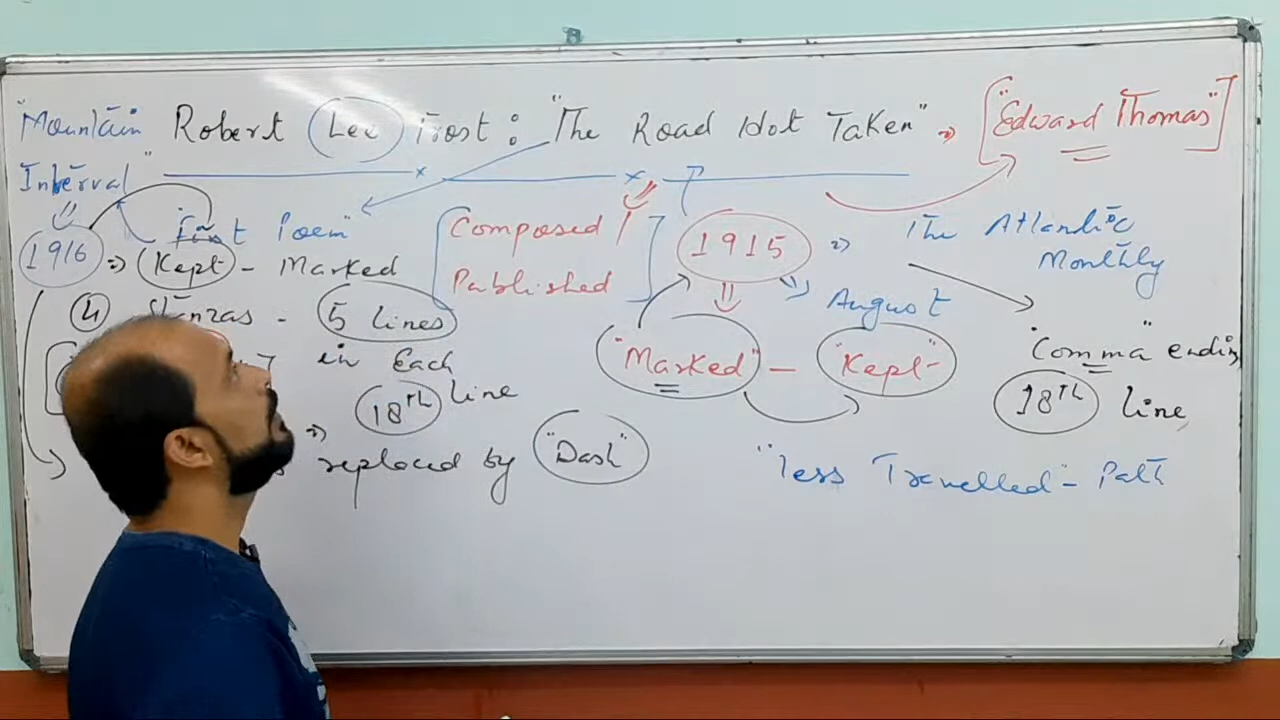 "Mountain Interval"
Robert Lee Frost: "The Road Not Taken" ⇒ ["Edward Thomas"]
1916 ⇒ Kept - Marked
First Poem"
[Composed / Published]
1915 ⇒ The Atlantic Monthly
August
4 Stanzas - 5 lines
in Each
18th line
⇒ replaced by "Dash"
"Marked" - "Kept"
"Comma" ending
18th line
"less Travelled" - Path